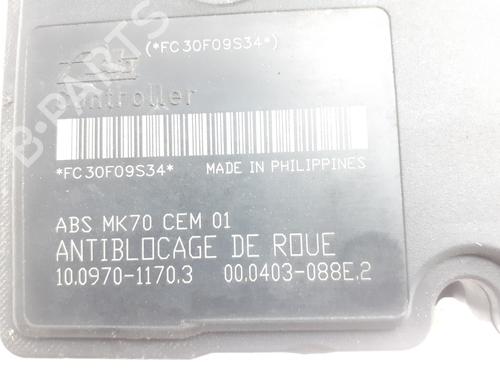 (*FC30F09S34*)
ntroller
*FC30F09S34* MADE IN PHILIPPINES
ABS MK70 CEM 01
ANTIBLOCAGE DE ROUE
10.0970-1170.3 00.0403-088E.2
B-PARTS